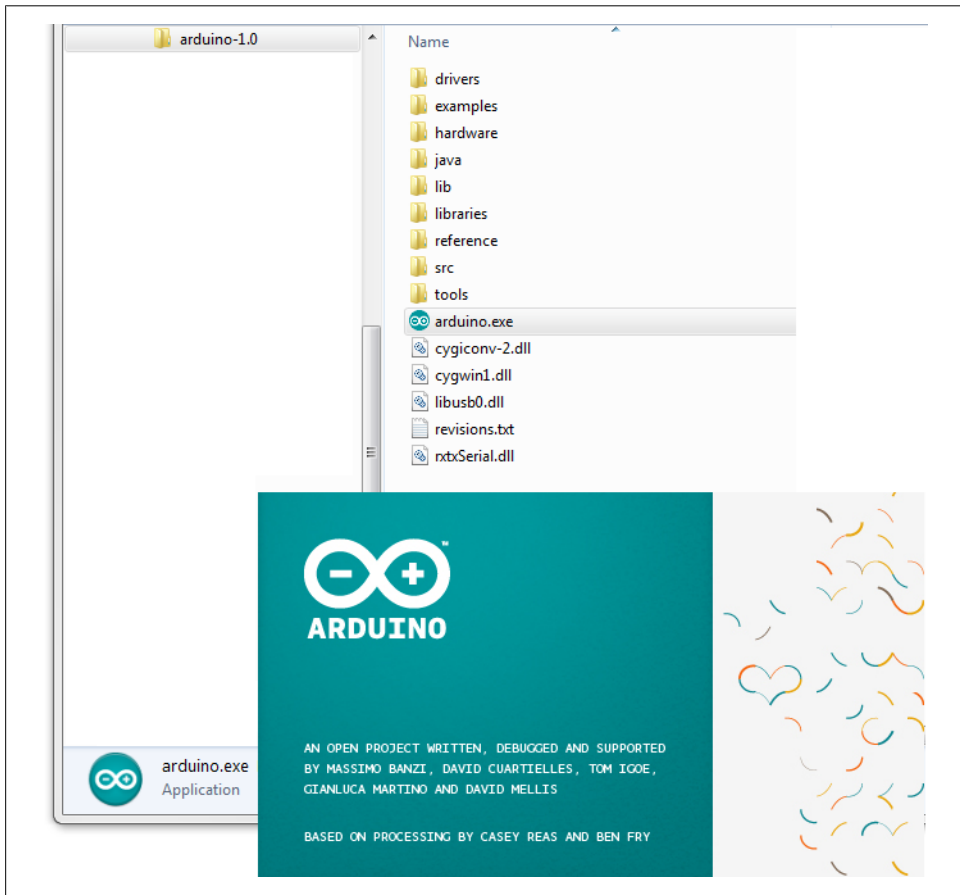 arduino-1.0
Name
drivers
examples
hardware
java
lib
libraries
reference
src
tools
arduino.exe
cygiconv-2.dll
cygwin1.dll
libusb0.dll
revisions.txt
rxtxSerial.dll
ARDUINO
TM
AN OPEN PROJECT WRITTEN, DEBUGGED AND SUPPORTED
BY MASSIMO BANZI, DAVID CUARTIELLES, TOM IGOE,
GIANLUCA MARTINO AND DAVID MELLIS
BASED ON PROCESSING BY CASEY REAS AND BEN FRY
arduino.exe
Application